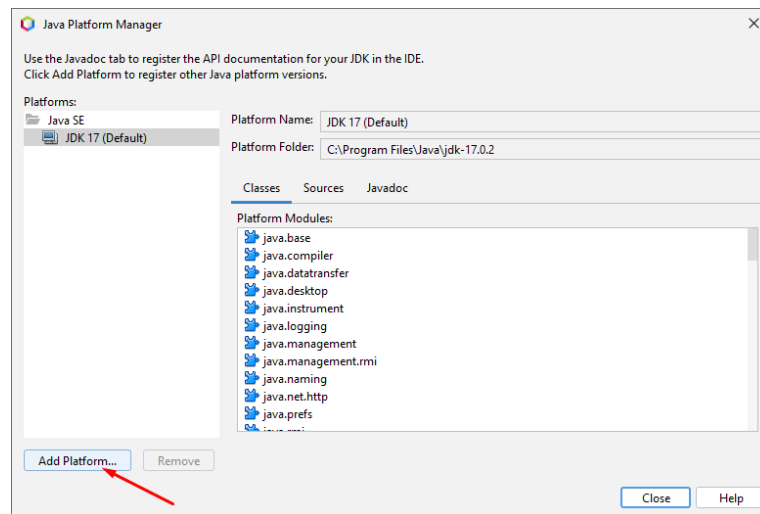 Java Platform Manager
Use the Javadoc tab to register the API documentation for your JDK in the IDE.
Click Add Platform to register other Java platform versions.
Platforms:
Java SE
JDK 17 (Default)
Platform Name: JDK 17 (Default)
Platform Folder: C:\Program Files\Java\jdk-17.0.2
Classes Sources Javadoc
Platform Modules:
java.base
java.compiler
java.datatransfer
java.desktop
java.instrument
java.logging
java.management
java.management.rmi
java.naming
java.net.http
java.prefs
Add Platform... Remove
Close Help